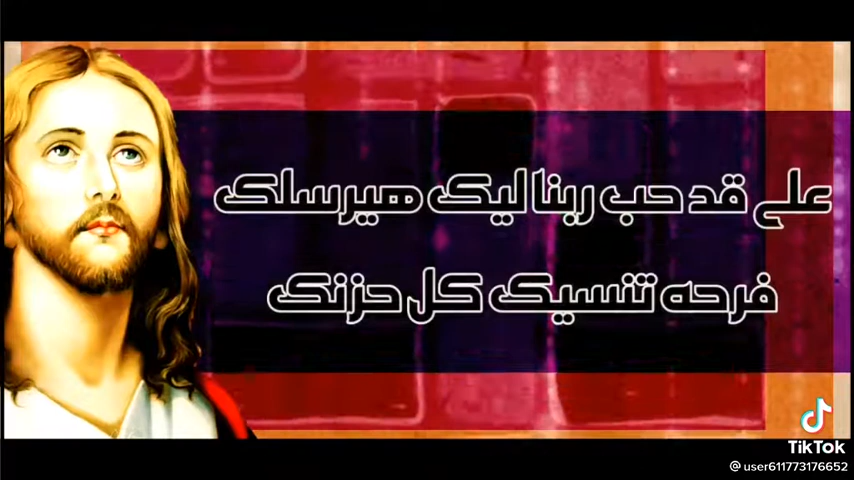 على قد حب ربنا ليك هيرسلك
فرحه تنسيك كل حزنك
TikTok
@user611773176652